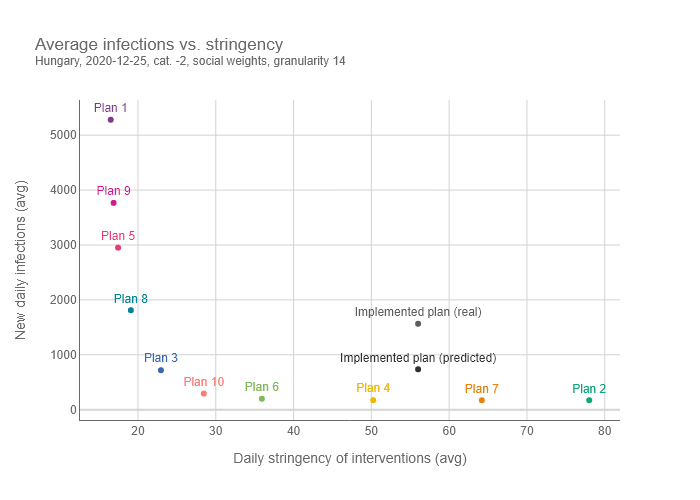 Average infections vs. stringency
Hungary, 2020-12-25, cat. -2, social weights, granularity 14
Plan 1
5000
Plan 9
4000
Plan 5
3000
Plan 8
2000
Implemented plan (real)
Plan 3
Implemented plan (predicted)
1000
Plan 10
Plan 6
Plan 4
Plan 7
Plan 2
0
20
30
40
50
60
70
80
New daily infections (avg)
Daily stringency of interventions (avg)